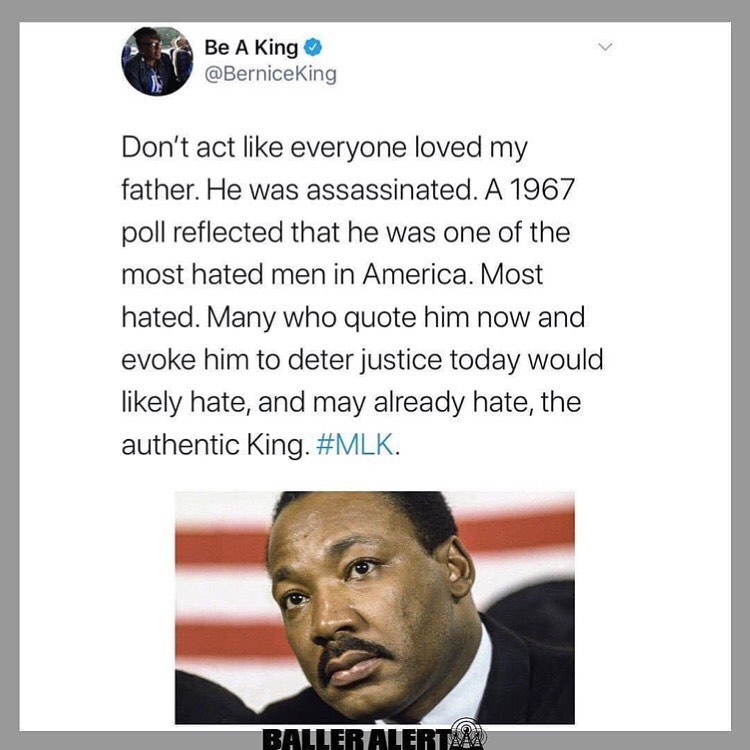 Be A King
@BerniceKing
Don't act like everyone loved my
father. He was assassinated. A 1967
poll reflected that he was one of the
most hated men in America. Most
hated. Many who quote him now and
evoke him to deter justice today would
likely hate, and may already hate, the
authentic King. #MLK.
BALLER ALERT